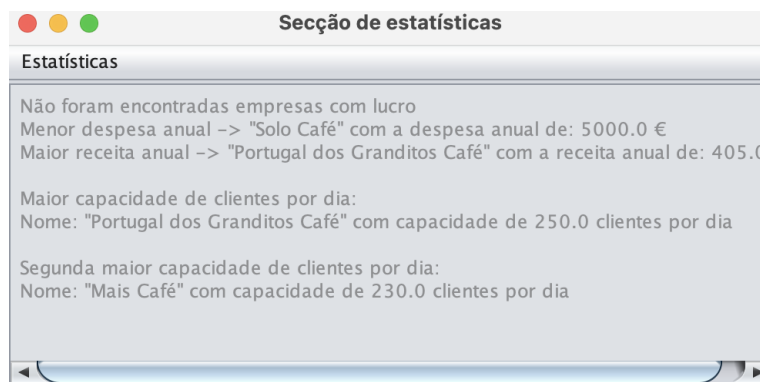 Secção de estatísticas
Estatísticas
Não foram encontradas empresas com lucro
Menor despesa anual -> "Solo Café" com a despesa anual de: 5000.0 €
Maior receita anual -> "Portugal dos Granditos Café" com a receita anual de: 405.0
Maior capacidade de clientes por dia:
Nome: "Portugal dos Granditos Café" com capacidade de 250.0 clientes por dia
Segunda maior capacidade de clientes por dia:
Nome: "Mais Café" com capacidade de 230.0 clientes por dia